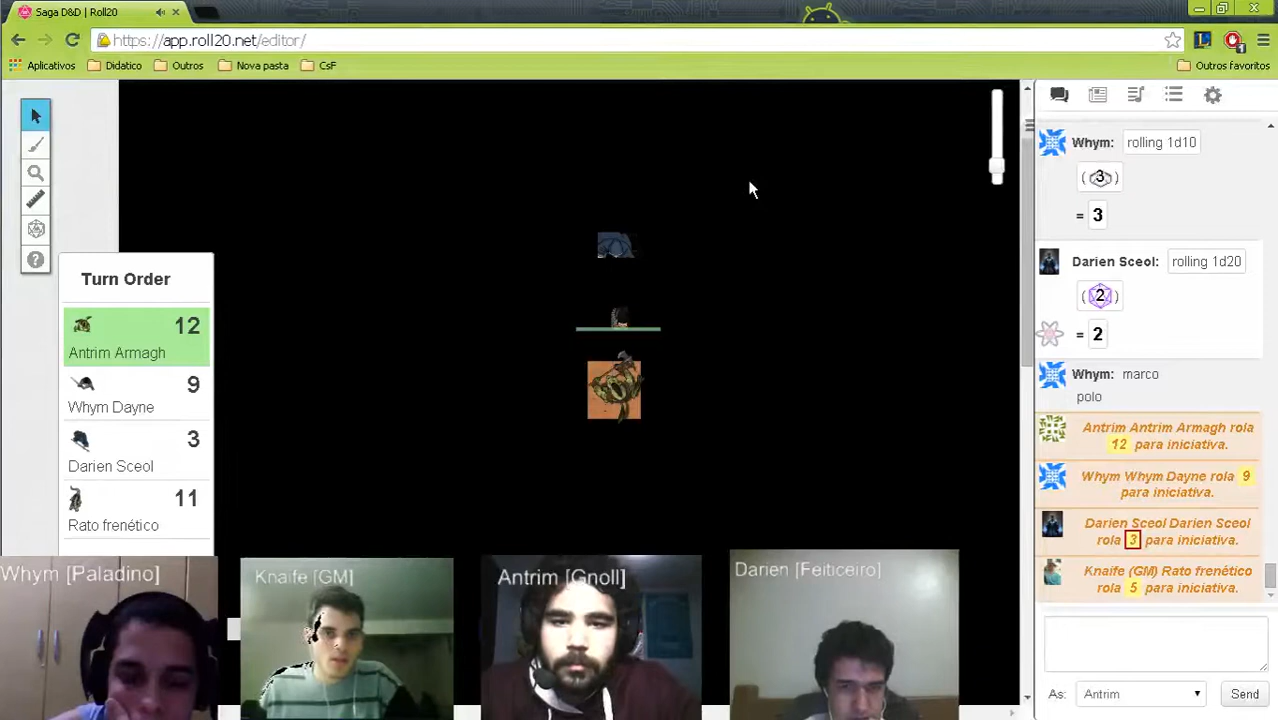 Saga D&D | Roll20
https://app.roll20.net/editor/
Aplicativos
Didatico
Outros
Nova pasta
CsF
Outros favoritos
Whym: rolling 1d10
(3)
= 3
Darien Sceol: rolling 1d20
(2)
= 2
Whym: marco
polo
Antrim Antrim Armagh rola
12 para iniciativa.
Whym Whym Dayne rola 9
para iniciativa.
Darien Sceol Darien Sceol
rola 3 para iniciativa.
Knaife (GM) Rato frenético
rola 5 para iniciativa.
As: Antrim
Send
Turn Order
12
Antrim Armagh
9
Whym Dayne
3
Darien Sceol
11
Rato frenético
Whym [Paladino]
Knaife [GM]
Antrim [Gnoll]
Darien [Feiticeiro]